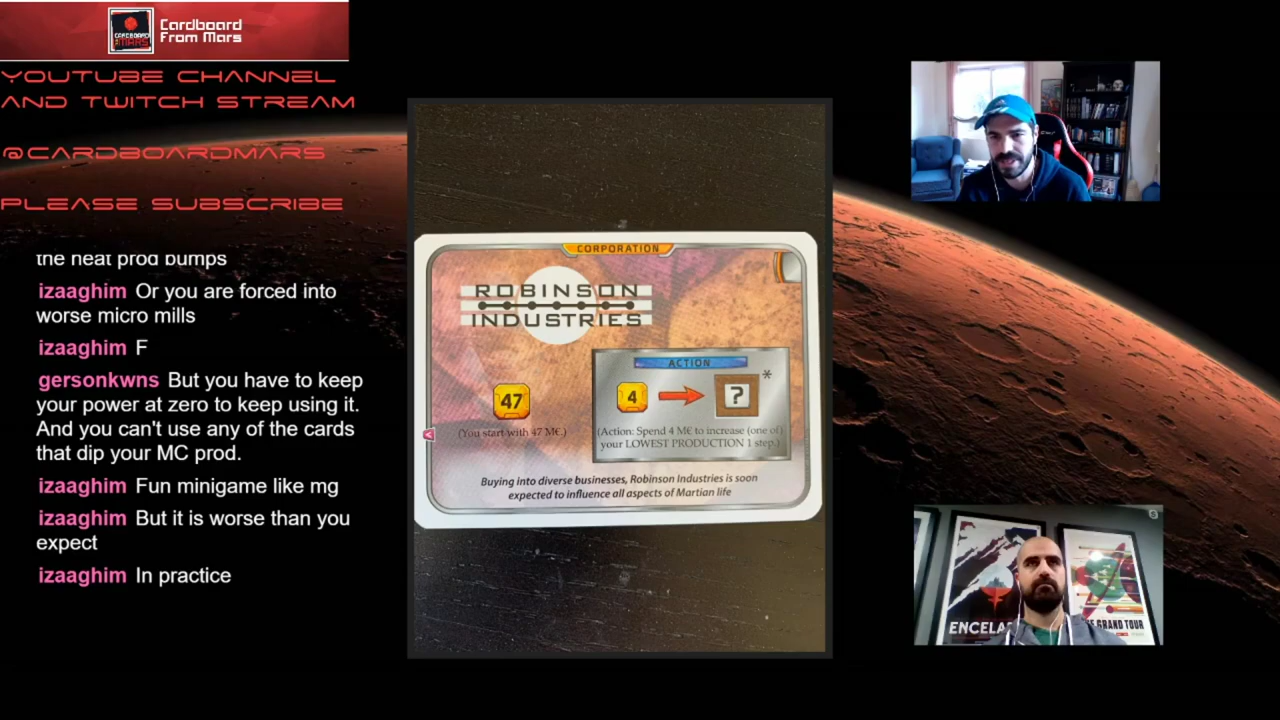 Cardboard
From Mars
YOUTUBE CHANNEL
AND TWITCH STREAM
@CARDBOARDMARS
PLEASE SUBSCRIBE
the neat prod bumps
izaaghim Or you are forced into
worse micro mills
izaaghim F
gersonkwns But you have to keep
your power at zero to keep using it.
And you can't use any of the cards
that dip your MC prod.
izaaghim Fun minigame like mg
izaaghim But it is worse than you
expect
izaaghim In practice
CORPORATION
ROBINSON
INDUSTRIES
47
(You start with 47 M€.)
ACTION
4
?
*
(Action: Spend 4 M€ to increase (one of)
your LOWEST PRODUCTION 1 step.)
Buying into diverse businesses, Robinson Industries is soon
expected to influence all aspects of Martian life
GRAND TOUR